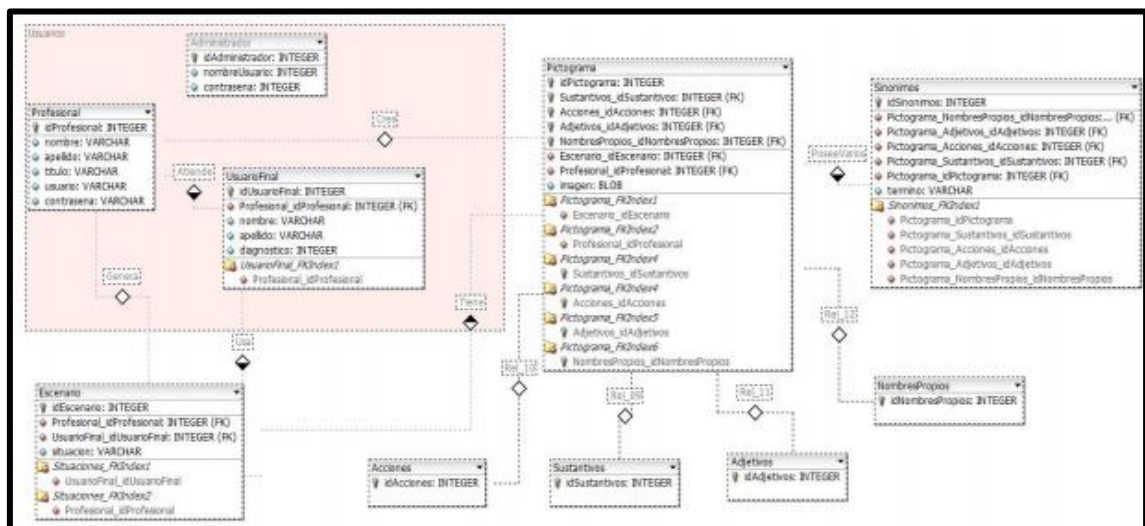 Usuarios
Administrador
idAdministrador: INTEGER
nombreUsuario: INTEGER
contrasena: INTEGER
Profesional
idProfesional: INTEGER
nombre: VARCHAR
apellido: VARCHAR
titulo: VARCHAR
usuario: VARCHAR
contrasena: VARCHAR
Atiende
UsuarioFinal
idUsuarioFinal: INTEGER
Profesional_idProfesional: INTEGER (FK)
nombre: VARCHAR
apellido: VARCHAR
diagnostico: INTEGER
UsuarioFinal_FKIndex1
Profesional_idProfesional
Crea
General
Usa
Tiene
Escenario
idEscenario: INTEGER
Profesional_idProfesional: INTEGER (FK)
UsuarioFinal_idUsuarioFinal: INTEGER (FK)
situacion: VARCHAR
Situaciones_FKIndex1
UsuarioFinal_idUsuarioFinal
Situaciones_FKIndex2
Profesional_idProfesional
Pictograma
idPictograma: INTEGER
Sustantivos_idSustantivos: INTEGER (FK)
Acciones_idAcciones: INTEGER (FK)
Adjetivos_idAdjetivos: INTEGER (FK)
NombresPropios_idNombresPropios: INTEGER (FK)
Escenario_idEscenario: INTEGER (FK)
Profesional_idProfesional: INTEGER (FK)
imagen: BLOB
Pictograma_FKIndex1
Escenario_idEscenario
Pictograma_FKIndex2
Profesional_idProfesional
Pictograma_FKIndex4
Sustantivos_idSustantivos
Pictograma_FKIndex4
Acciones_idAcciones
Pictograma_FKIndex5
Adjetivos_idAdjetivos
Pictograma_FKIndex6
NombresPropios_idNombresPropios
PoseeVarios
Sinonimos
idSinonimos: INTEGER
Pictograma_NombresPropios_idNombresPropios:... (FK)
Pictograma_Adjetivos_idAdjetivos: INTEGER (FK)
Pictograma_Acciones_idAcciones: INTEGER (FK)
Pictograma_Sustantivos_idSustantivos: INTEGER (FK)
Pictograma_idPictograma: INTEGER (FK)
termino: VARCHAR
Sinonimos_FKIndex1
Pictograma_idPictograma
Pictograma_Sustantivos_idSustantivos
Pictograma_Acciones_idAcciones
Pictograma_Adjetivos_idAdjetivos
Pictograma_NombresPropios_idNombresPropios
Rel_10
Rel_09
Rel_11
Rel_12
Acciones
idAcciones: INTEGER
Sustantivos
idSustantivos: INTEGER
Adjetivos
idAdjetivos: INTEGER
NombresPropios
idNombresPropios: INTEGER